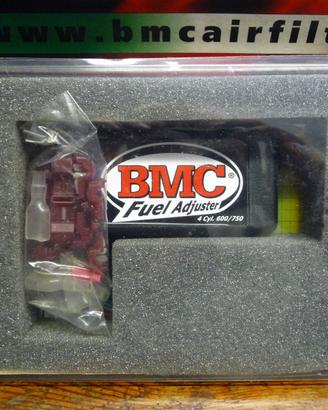 www.bmcairfilt
BMC®
Fuel Adjuster
4 Cyl. 600/750